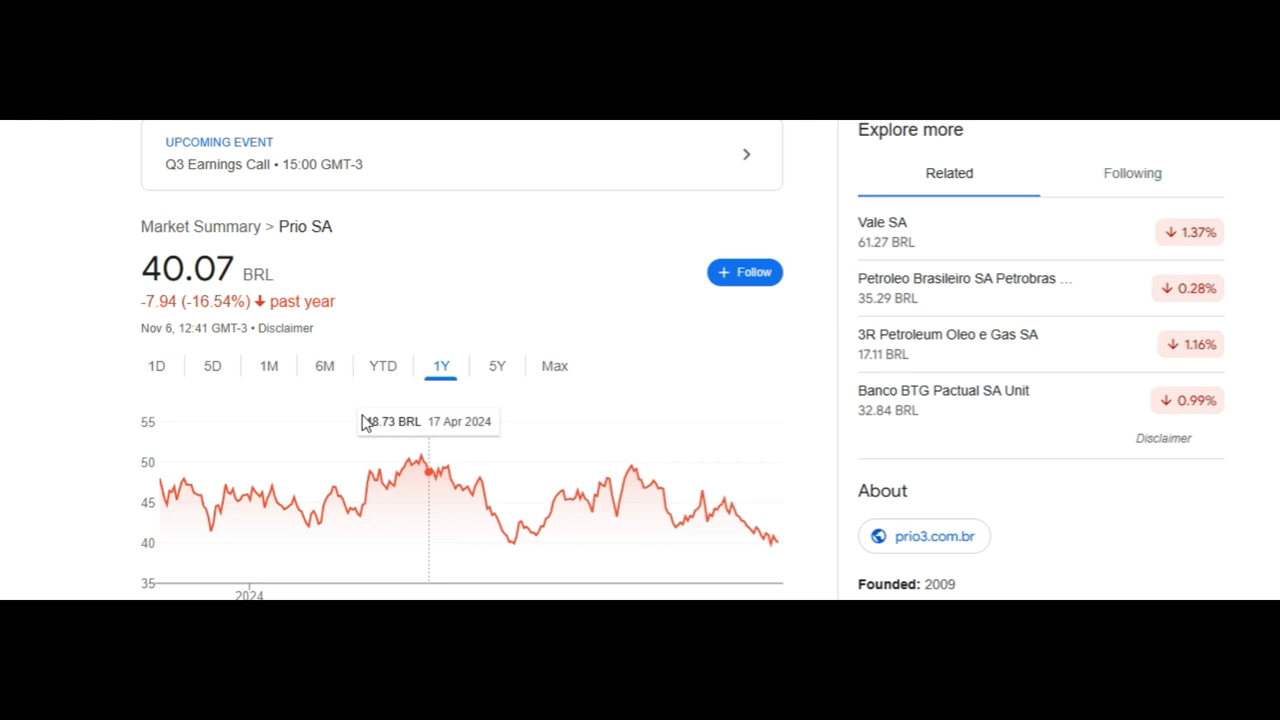 UPCOMING EVENT
Q3 Earnings Call • 15:00 GMT-3
Market Summary > Prio SA
40.07 BRL
-7.94 (-16.54%) ↓ past year
Nov 6, 12:41 GMT-3 • Disclaimer
+ Follow
1D 5D 1M 6M YTD 1Y 5Y Max
8.73 BRL 17 Apr 2024
55
50
45
40
35
2024
Explore more
Related Following
Vale SA
61.27 BRL
↓ 1.37%
Petroleo Brasileiro SA Petrobras ...
35.29 BRL
↓ 0.28%
3R Petroleum Oleo e Gas SA
17.11 BRL
↓ 1.16%
Banco BTG Pactual SA Unit
32.84 BRL
↓ 0.99%
Disclaimer
About
prio3.com.br
Founded: 2009